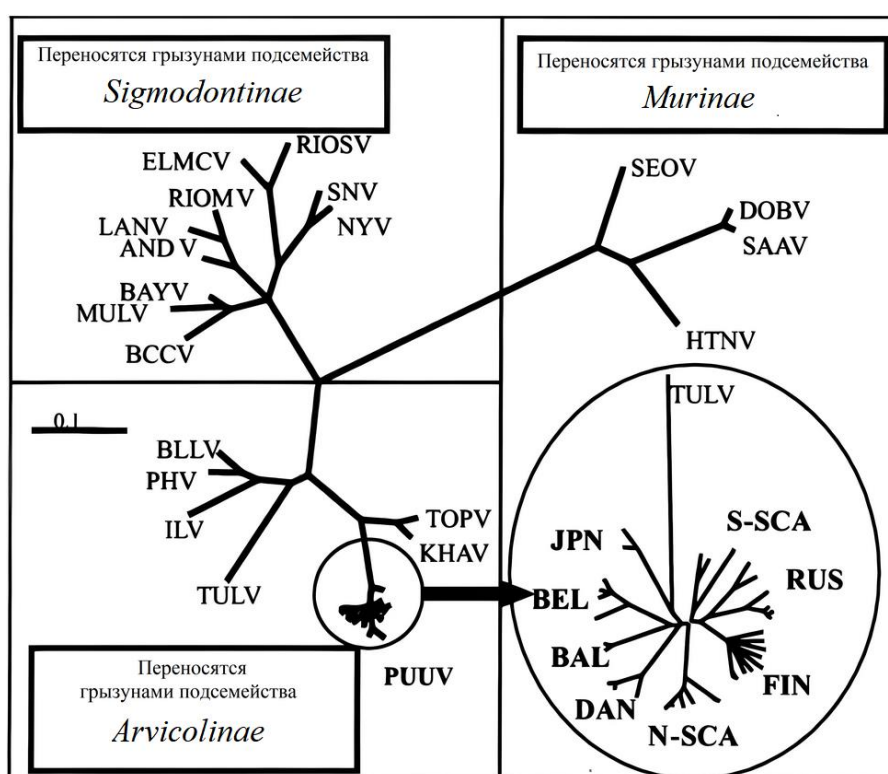 Переносятся грызунами подсемейства
Sigmodontinae
Переносятся грызунами подсемейства
Murinae
RIOSV
ELMCV
RIOMV
SNV
NYV
LANV
AND V
BAYV
MULV
BCCV
SEOV
DOBV
SAAV
HTNV
0.1
BLLV
PHV
ILV
TULV
TOPV
KHAV
PUUV
TULV
S-SCA
JPN
RUS
BEL
BAL
FIN
DAN
N-SCA
Переносятся
грызунами подсемейства
Arvicolinae